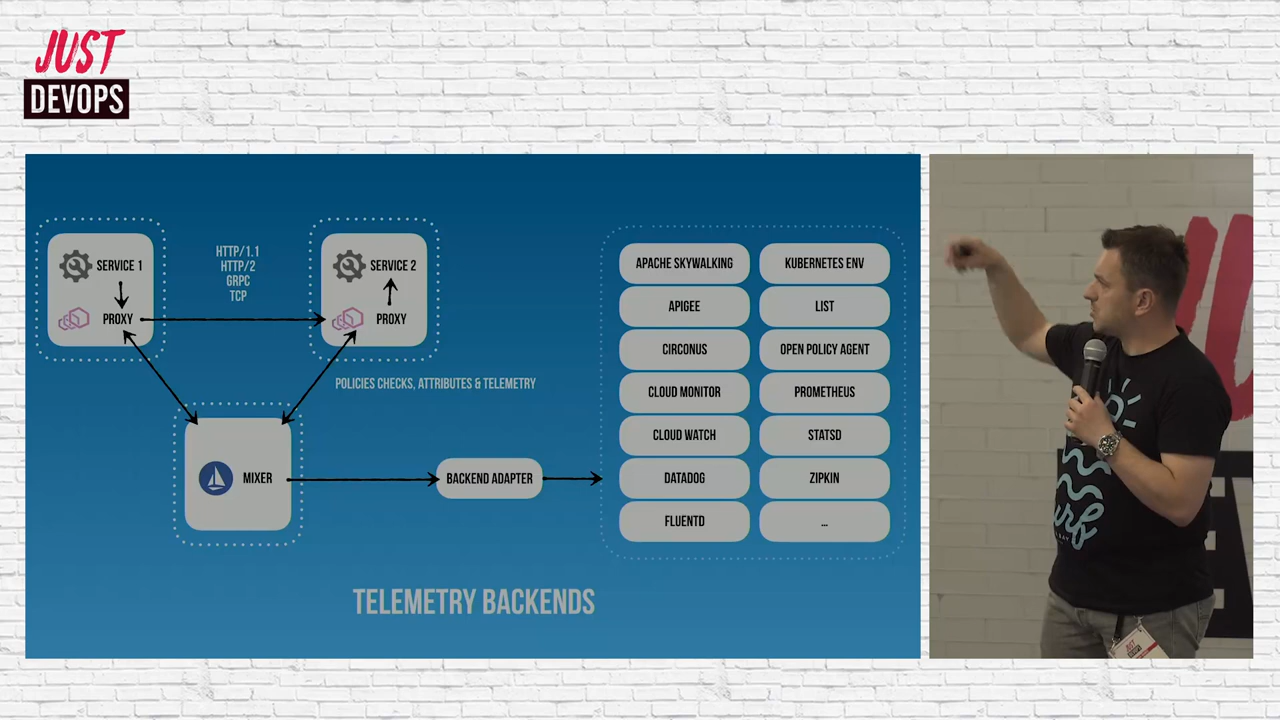 JUST
DEVOPS
SERVICE 1
PROXY
HTTP/1.1
HTTP/2
GRPC
TCP
SERVICE 2
PROXY
POLICIES CHECKS, ATTRIBUTES & TELEMETRY
MIXER
BACKEND ADAPTER
APACHE SKYWALKING
KUBERNETES ENV
APIGEE
LIST
CIRCONUS
OPEN POLICY AGENT
CLOUD MONITOR
PROMETHEUS
CLOUD WATCH
STATSD
DATADOG
ZIPKIN
FLUENTD
...
TELEMETRY BACKENDS